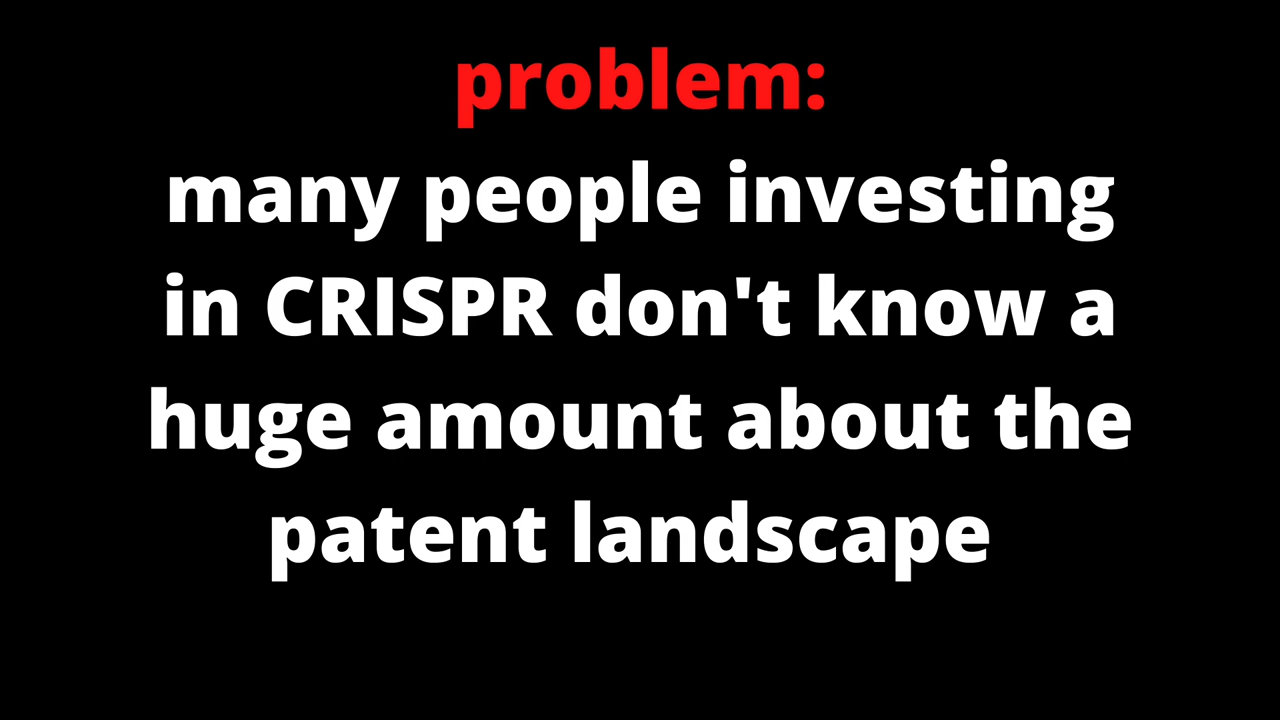 problem:
many people investing
in CRISPR don't know a
huge amount about the
patent landscape